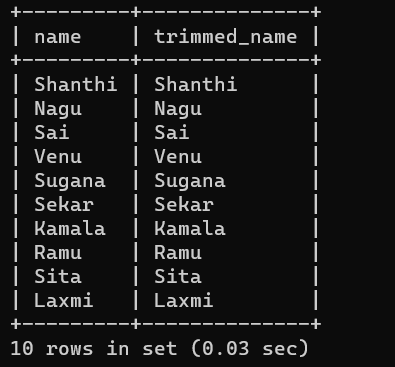 +---------+--------------+
| name    | trimmed_name |
+---------+--------------+
| Shanthi | Shanthi      |
| Nagu    | Nagu         |
| Sai     | Sai          |
| Venu    | Venu         |
| Sugana  | Sugana       |
| Sekar   | Sekar        |
| Kamala  | Kamala       |
| Ramu    | Ramu         |
| Sita    | Sita         |
| Laxmi   | Laxmi        |
+---------+--------------+
10 rows in set (0.03 sec)